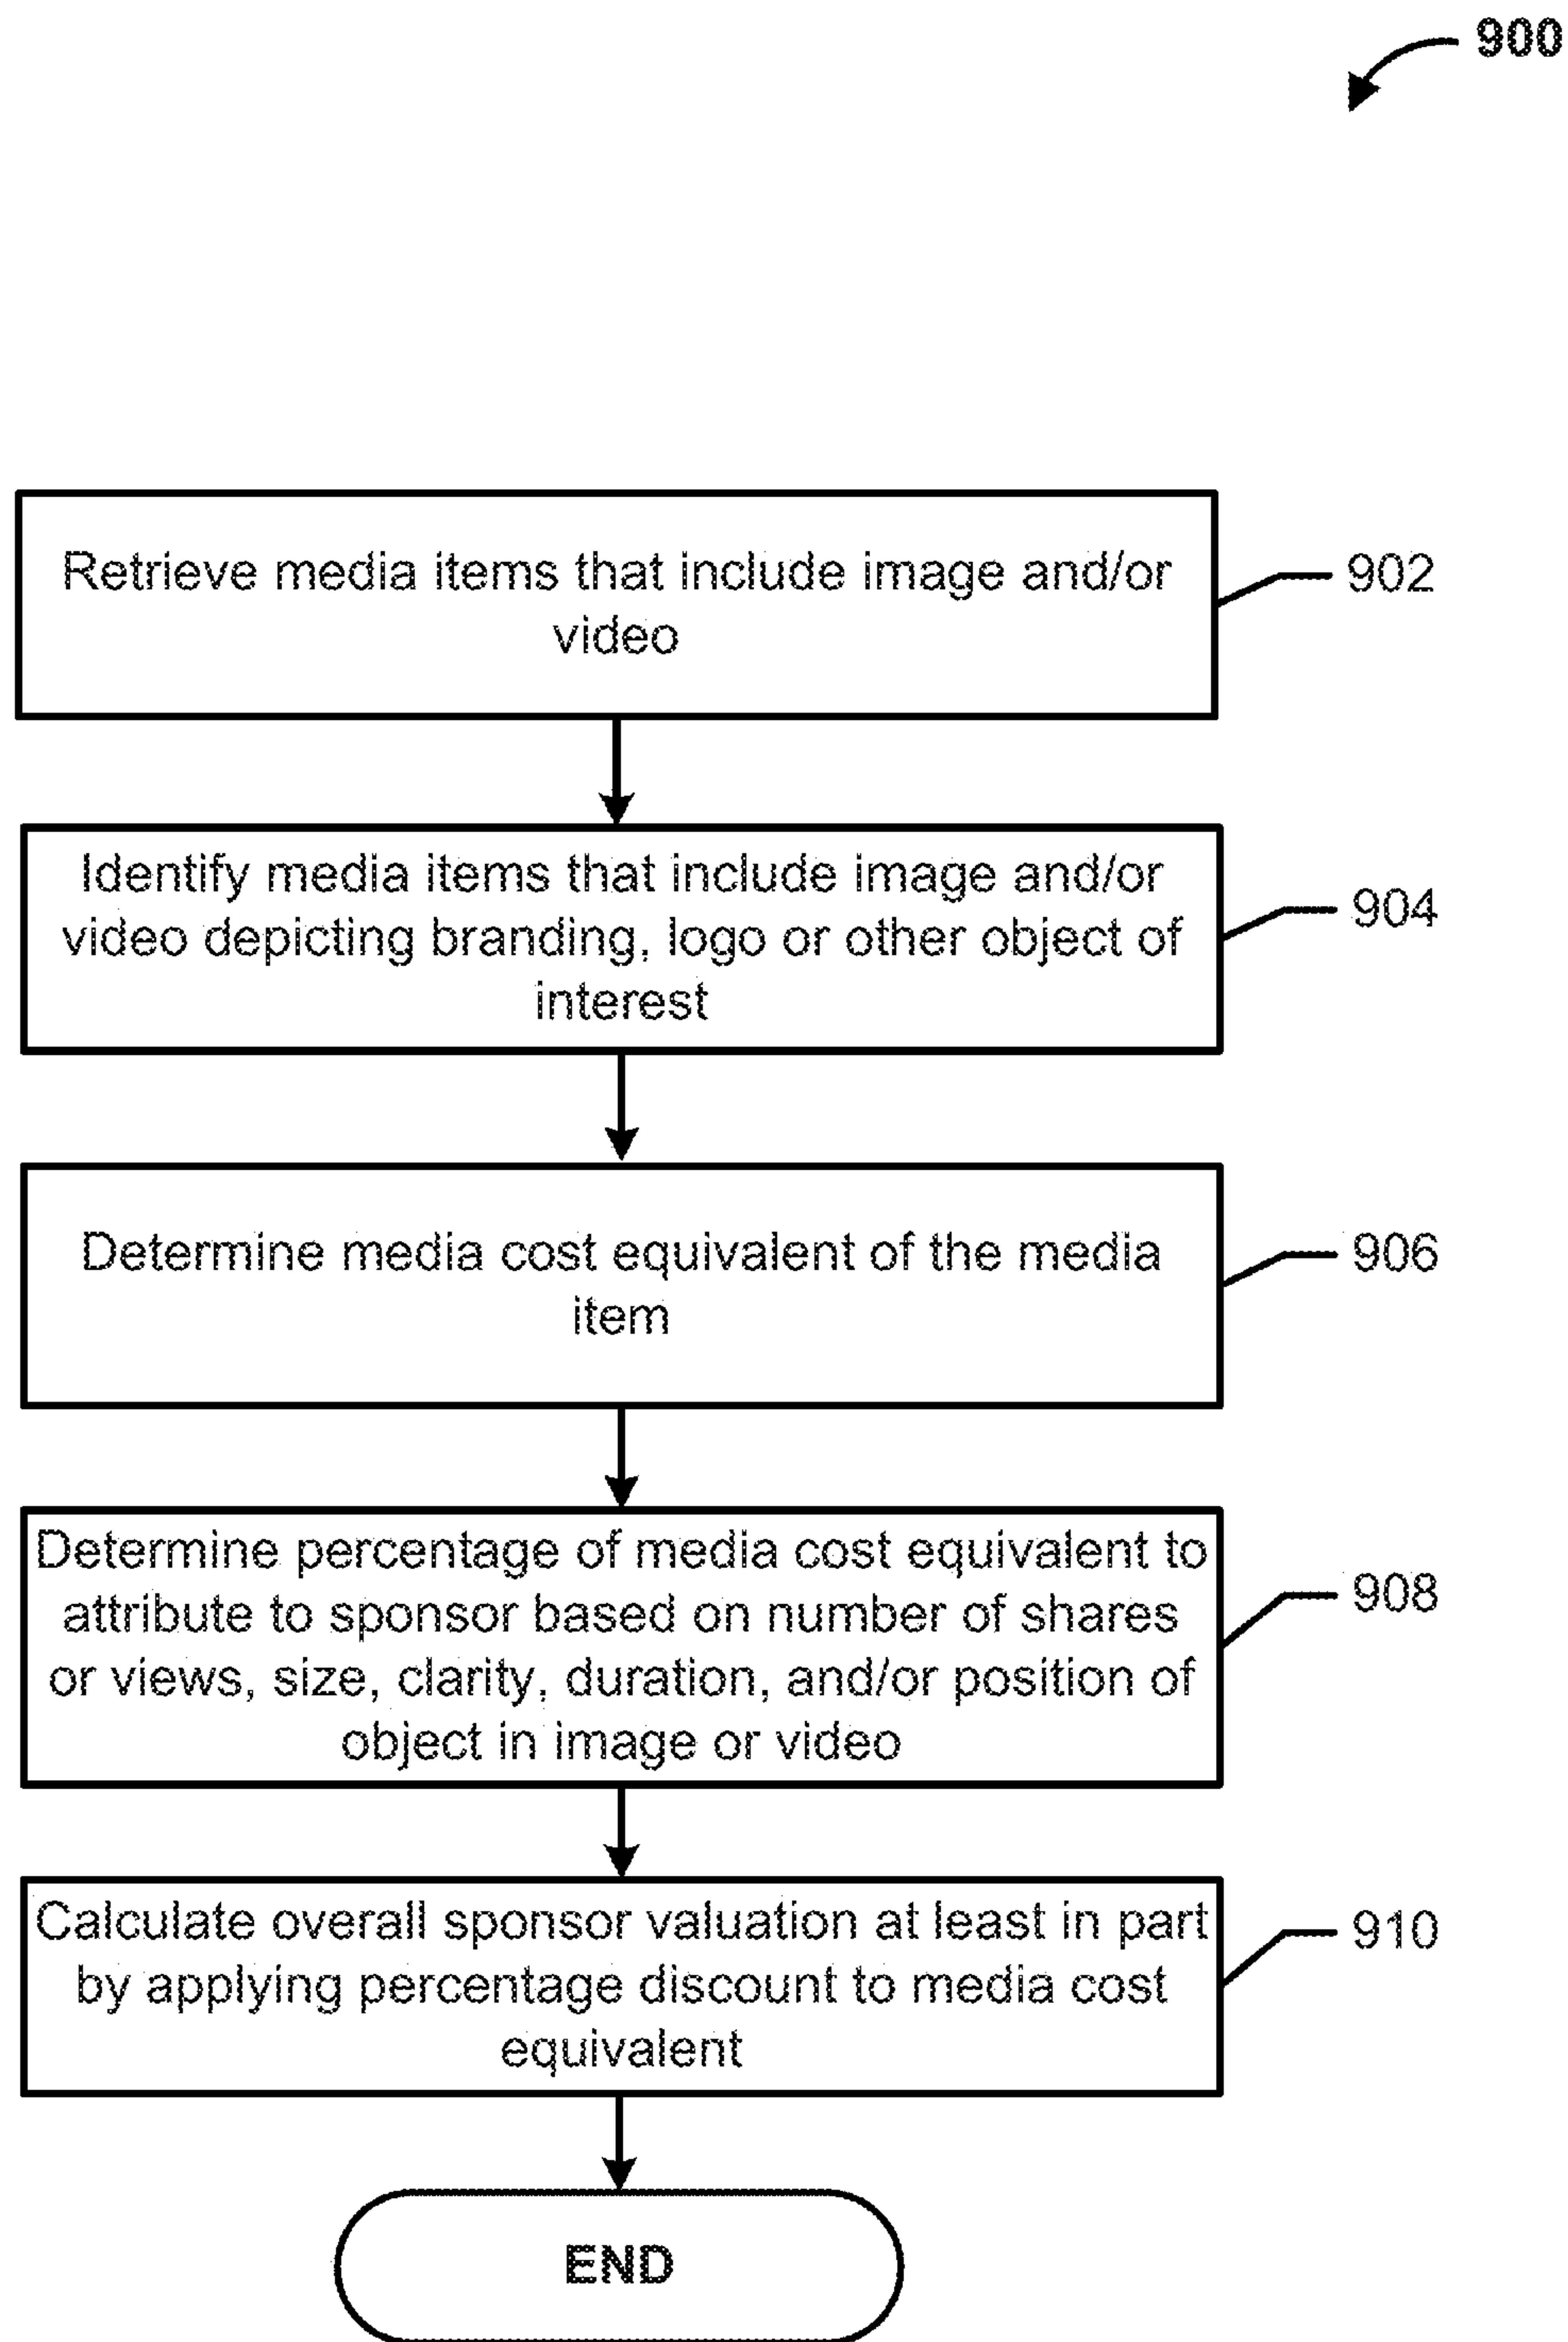 900
Retrieve media items that include image and/or
video
902
Identify media items that include image and/or
video depicting branding, logo or other object of
interest
904
Determine media cost equivalent of the media
item
906
Determine percentage of media cost equivalent to
attribute to sponsor based on number of shares
or views, size, clarity, duration, and/or position of
object in image or video
908
Calculate overall sponsor valuation at least in part
by applying percentage discount to media cost
equivalent
910
END